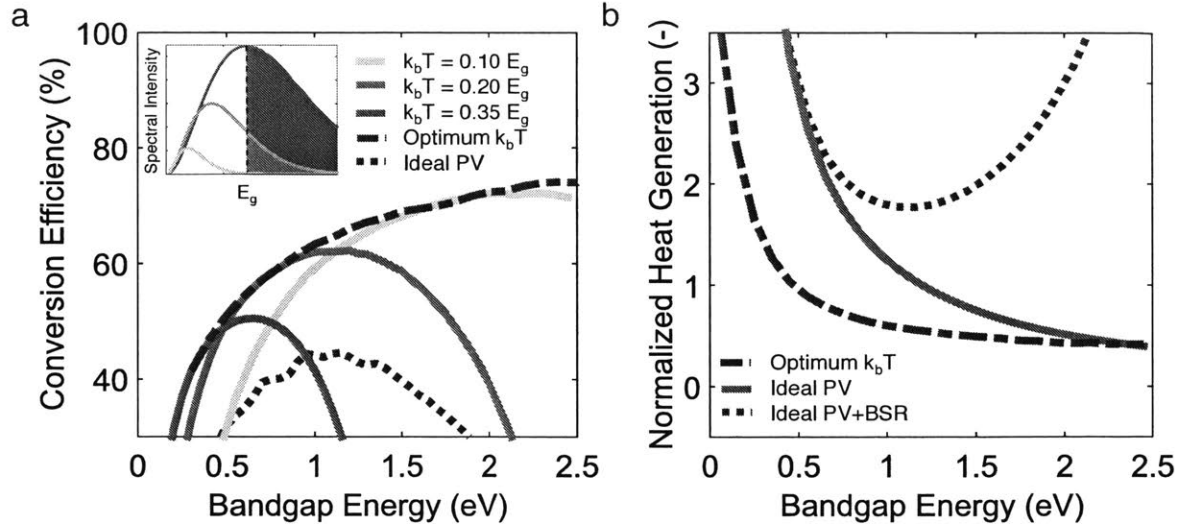 a
Conversion Efficiency (%)
100
80
60
40
0
0.5
1
1.5
2
2.5
Bandgap Energy (eV)
Spectral Intensity
E_g
k_bT = 0.10 E_g
k_bT = 0.20 E_g
k_bT = 0.35 E_g
Optimum k_bT
Ideal PV
b
Normalized Heat Generation (-)
3
2
1
0
Optimum k_bT
Ideal PV
Ideal PV+BSR
0
0.5
1
1.5
2
2.5
Bandgap Energy (eV)